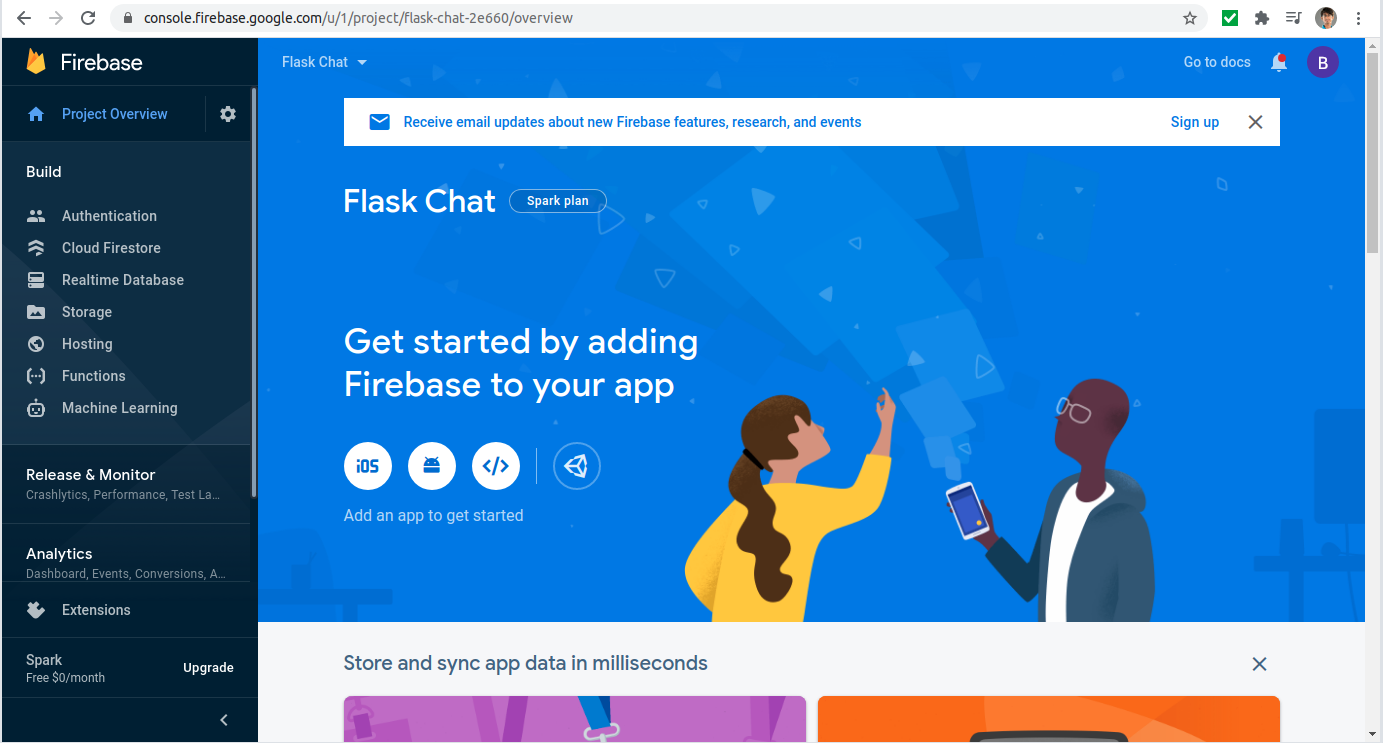 console.firebase.google.com/u/1/project/flask-chat-2e660/overview
Firebase
Flask Chat
Go to docs
B
Project Overview
Receive email updates about new Firebase features, research, and events
Sign up
Build
Flask Chat
Spark plan
Authentication
Cloud Firestore
Realtime Database
Storage
Hosting
Functions
Machine Learning
Get started by adding
Firebase to your app
iOS
Add an app to get started
Release & Monitor
Crashlytics, Performance, Test La...
Analytics
Dashboard, Events, Conversions, A...
Extensions
Spark
Free $0/month
Upgrade
Store and sync app data in milliseconds